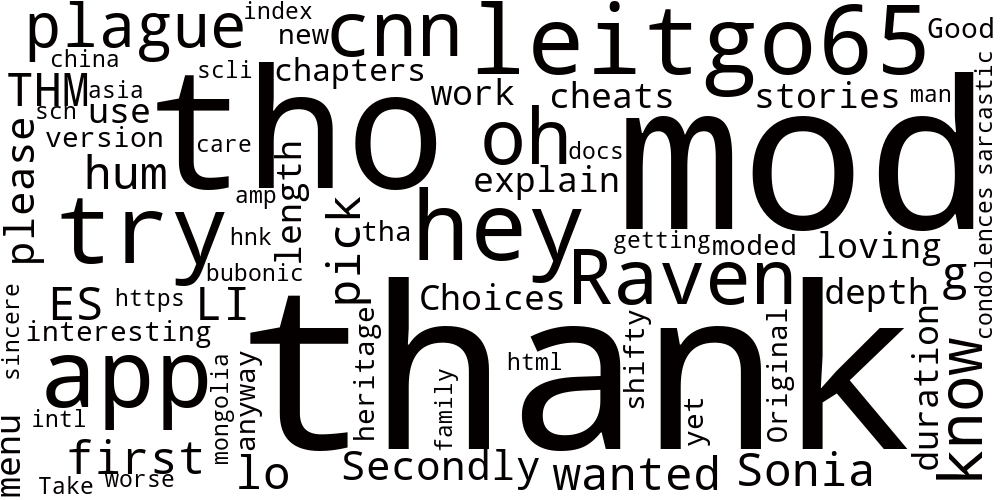 plague
index
new
cnn
leitgo65
Good
china
scli
chapters
THM
asia
work
cheats
stories
man
sch
use
tho
mod
version
care
oh
docs
sarcastic
please
hum
length
explain
amp
try
hnk
pick
tha
hey
getting
moded
loving
condolences
bubonic
Raven
g
ES
https
LI
Choices
depth
sincere
interesting
heritage
thank
shifty
Original
duration
app
mongolia
anyway
html
know
intl
family
yet
menu
first
lo
Secondly
wanted
Sonia
Take
worse